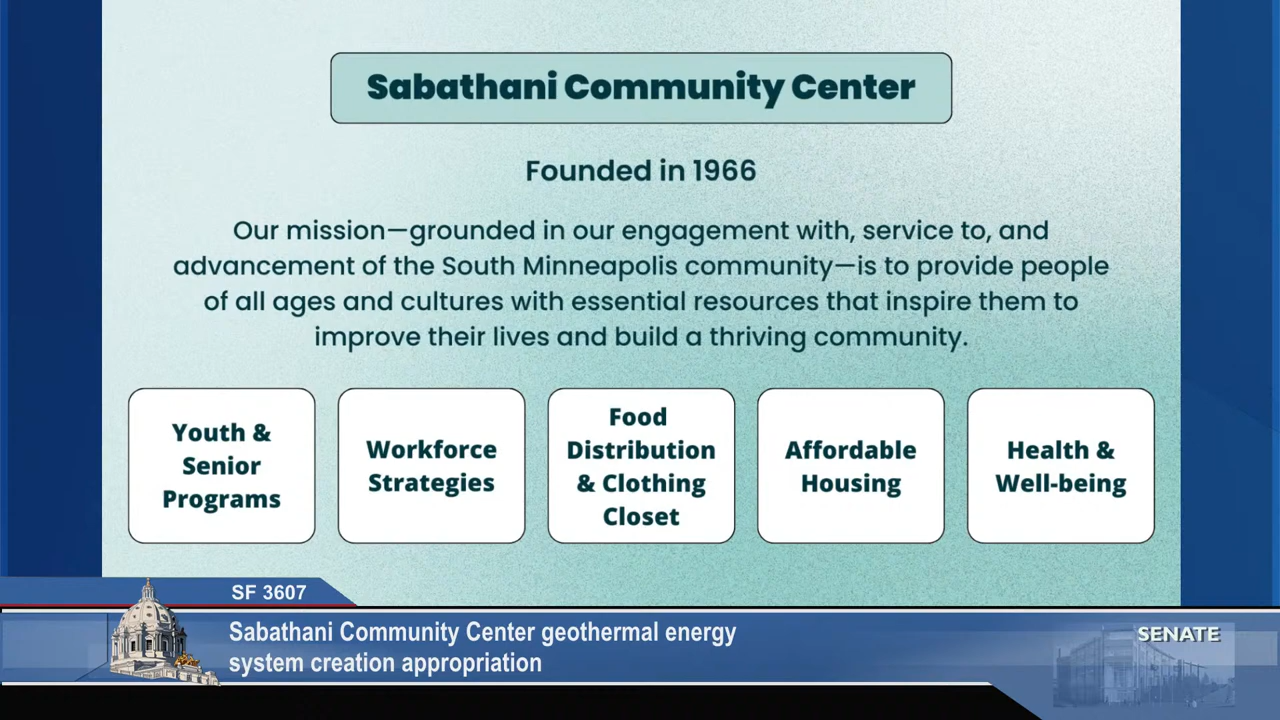 Sabathani Community Center
Founded in 1966
Our mission—grounded in our engagement with, service to, and
advancement of the South Minneapolis community—is to provide people
of all ages and cultures with essential resources that inspire them to
improve their lives and build a thriving community.
Youth &
Senior
Programs
Workforce
Strategies
Food
Distribution
& Clothing
Closet
Affordable
Housing
Health &
Well-being
SF 3607
Sabathani Community Center geothermal energy
system creation appropriation
SENATE